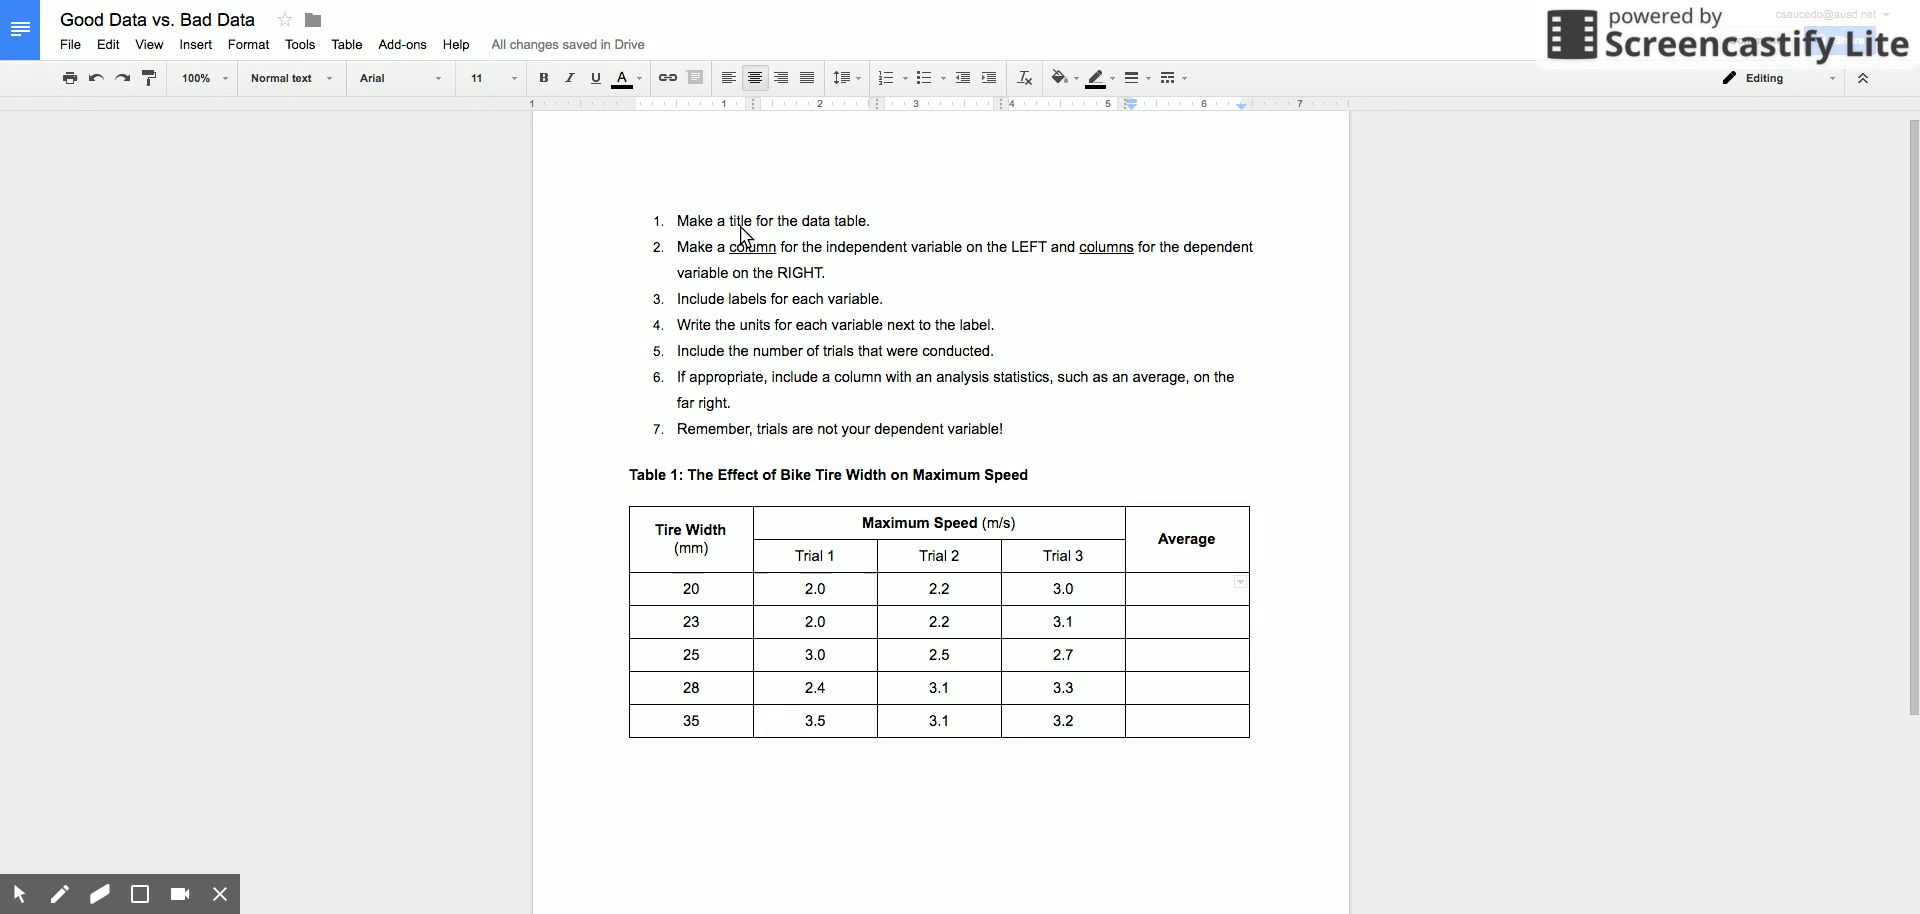 Good Data vs. Bad Data
csaucedo@ausd.net
powered by
Screencastify Lite
File Edit View Insert Format Tools Table Add-ons Help All changes saved in Drive
100% Normal text Arial 11 B I U A Editing
1 1 2 3 4 5 6 7
1. Make a title for the data table.
2. Make a column for the independent variable on the LEFT and columns for the dependent
variable on the RIGHT.
3. Include labels for each variable.
4. Write the units for each variable next to the label.
5. Include the number of trials that were conducted.
6. If appropriate, include a column with an analysis statistics, such as an average, on the
far right.
7. Remember, trials are not your dependent variable!
Table 1: The Effect of Bike Tire Width on Maximum Speed
Tire Width
(mm)
Maximum Speed (m/s)
Average
Trial 1 Trial 2 Trial 3
20 2.0 2.2 3.0
23 2.0 2.2 3.1
25 3.0 2.5 2.7
28 2.4 3.1 3.3
35 3.5 3.1 3.2